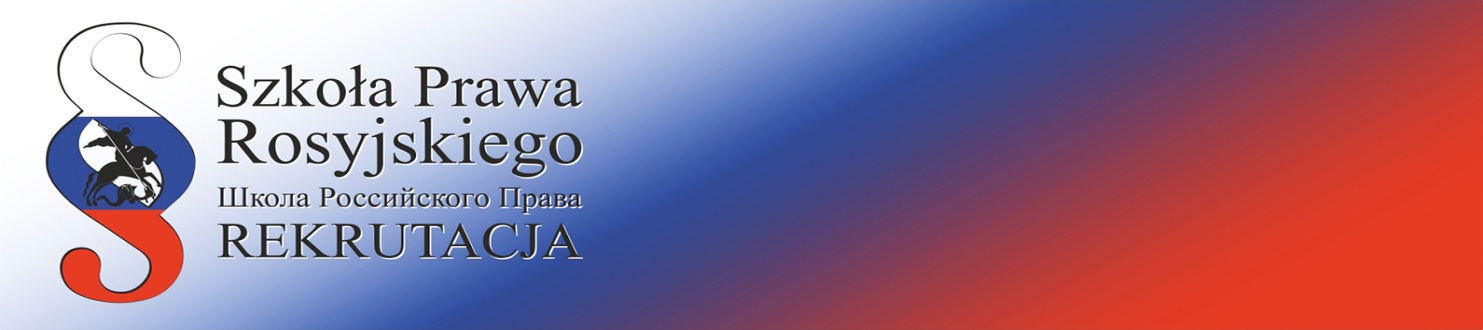 Szkoła Prawa
Rosyjskiego
Школа Российского Права
REKRUTACJA